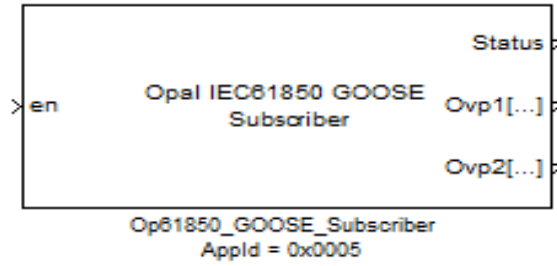 Status
en
Opal IEC61850 GOOSE
Subscriber
Ovp1[...]
Ovp2[...]
Op61850_GOOSE_Subscriber
AppId = 0x0005